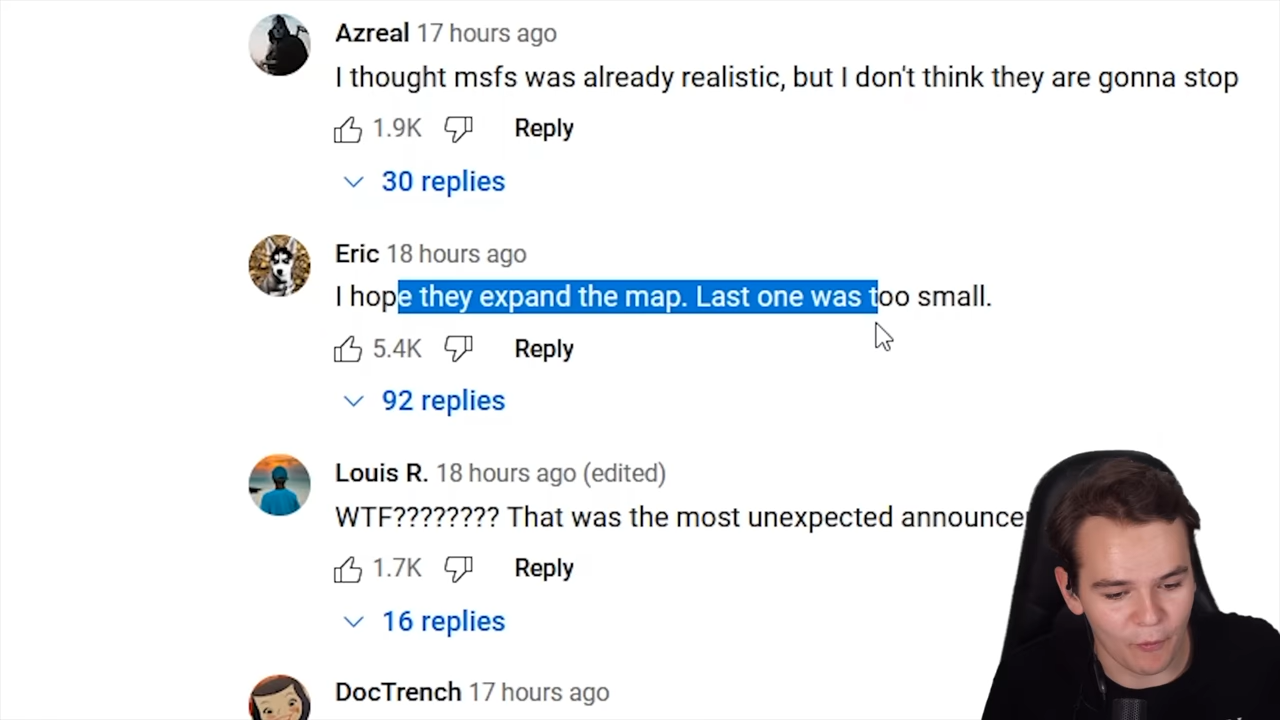 Azreal 17 hours ago
I thought msfs was already realistic, but I don't think they are gonna stop
1.9K Reply
30 replies
Eric 18 hours ago
I hope they expand the map. Last one was too small.
5.4K Reply
92 replies
Louis R. 18 hours ago (edited)
WTF???????? That was the most unexpected
1.7K Reply
16 replies
DocTrench 17 hours ago